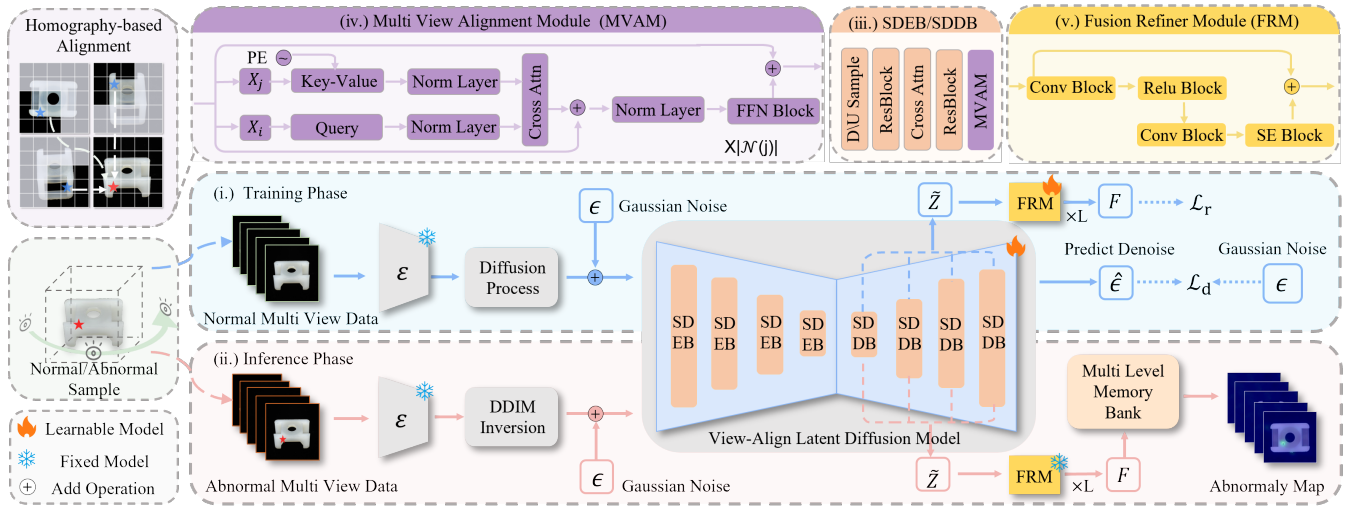 Homography-based
Alignment
(iv.) Multi View Alignment Module (MVAM)
PE
~
X_j
Key-Value
Norm Layer
Cross Attn
X_i
Query
Norm Layer
+
Norm Layer
FFN Block
+
X|𝒩(j)|
(iii.) SDEB/SDDB
D\U Sample
ResBlock
Cross Attn
ResBlock
MVAM
(v.) Fusion Refiner Module (FRM)
Conv Block
Relu Block
+
Conv Block
SE Block
Normal/Abnormal
Sample
Learnable Model
Fixed Model
+ Add Operation
(i.) Training Phase
Normal Multi View Data
ε
Diffusion
Process
ϵ
Gaussian Noise
+
SD
EB
SD
EB
SD
EB
SD
EB
SD
DB
SD
DB
SD
DB
SD
DB
View-Align Latent Diffusion Model
Z̃
FRM
×L
F
ℒr
Predict Denoise
Gaussian Noise
ϵ̂
ℒd
ϵ
(ii.) Inference Phase
Abnormal Multi View Data
ε
DDIM
Inversion
+
ϵ
Gaussian Noise
Z̃
FRM
×L
F
Multi Level
Memory
Bank
Abnormaly Map